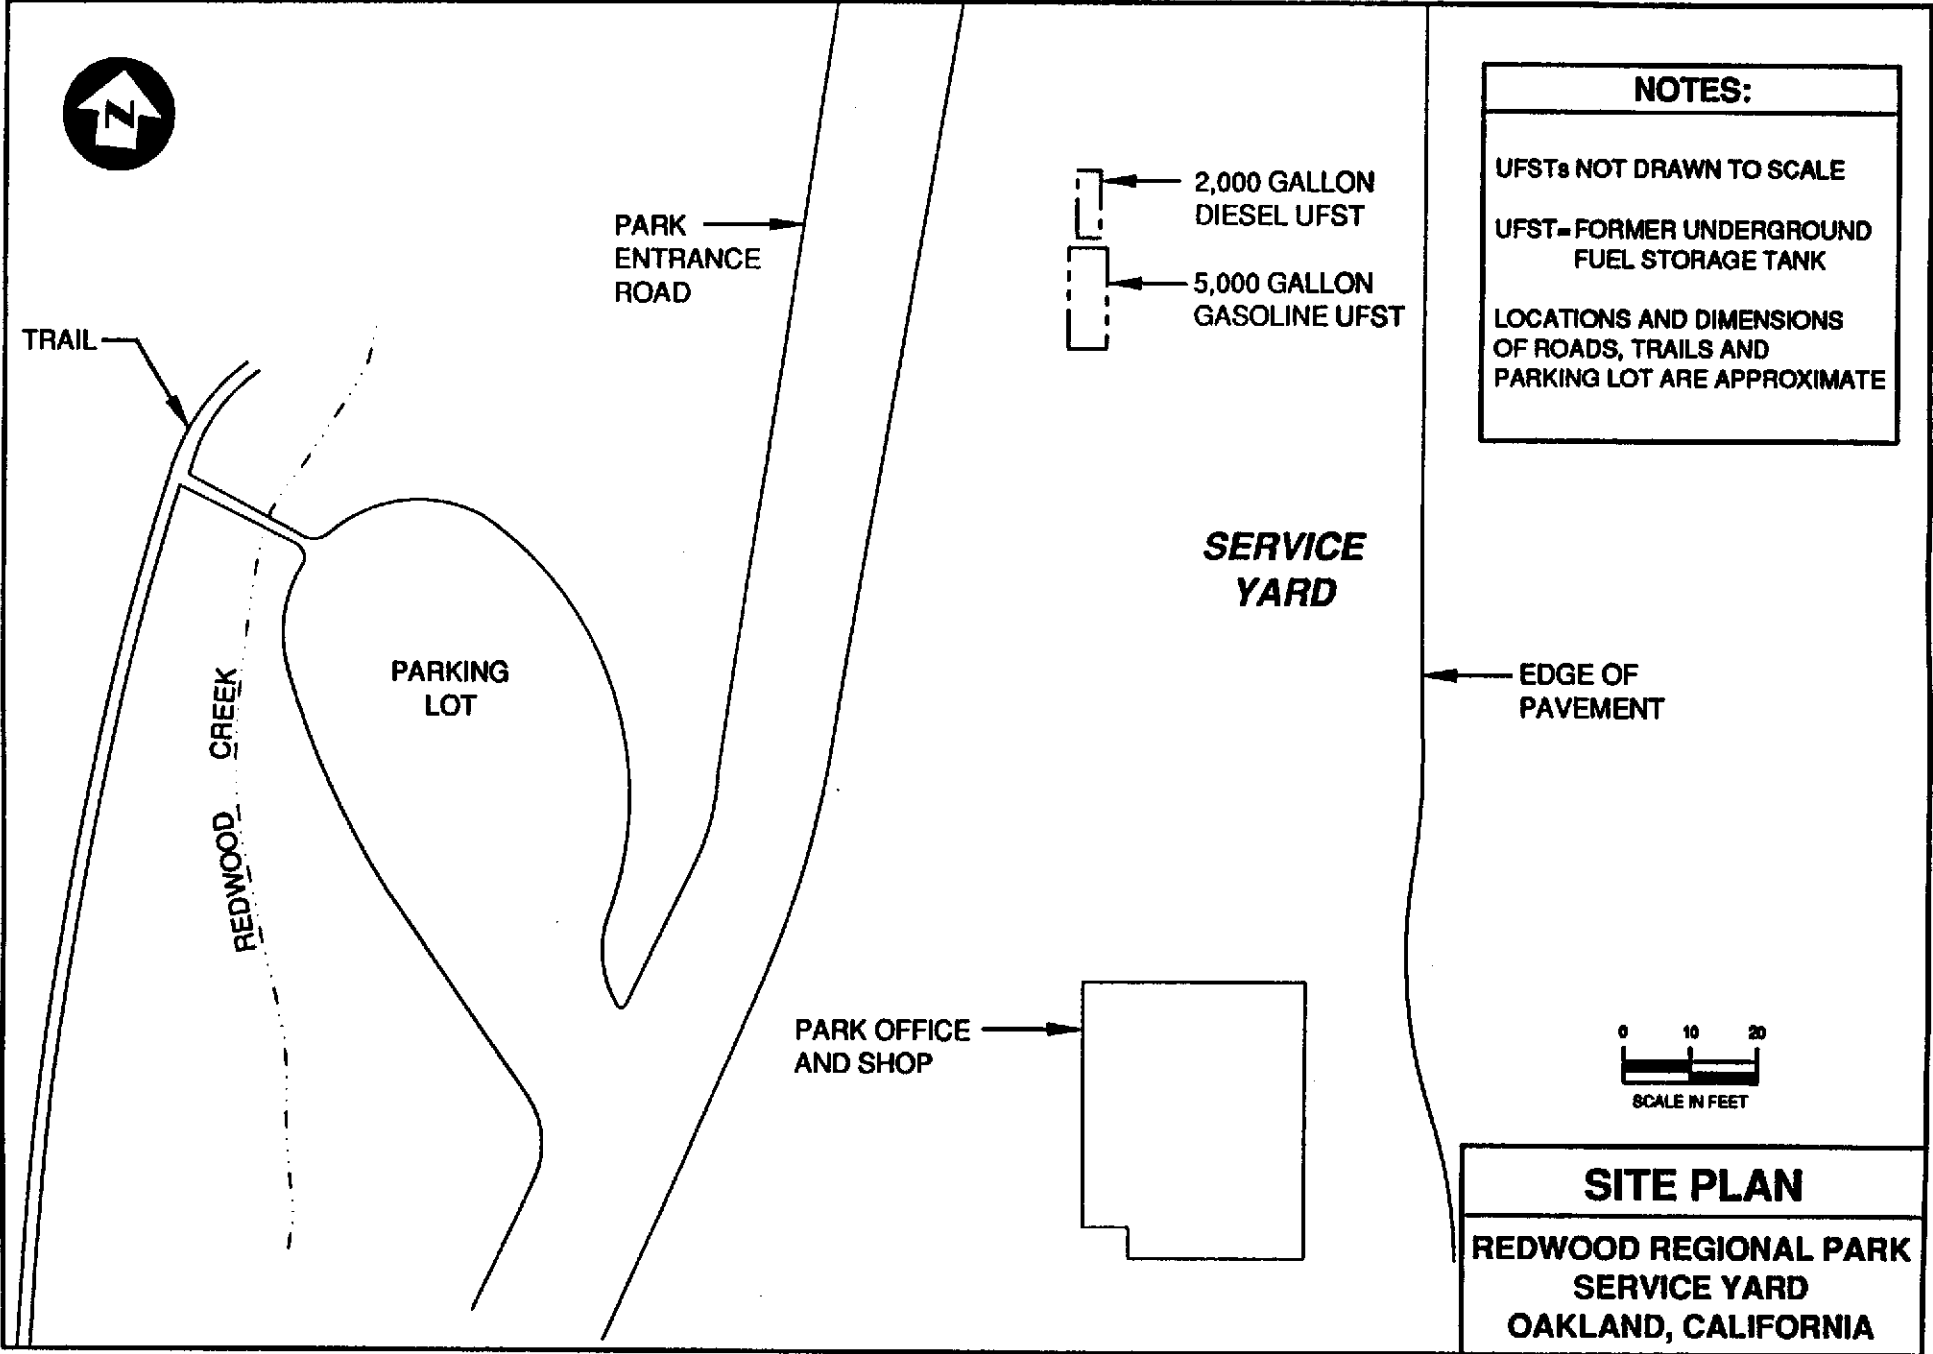 N
NOTES:
UFSTs NOT DRAWN TO SCALE
UFST= FORMER UNDERGROUND
FUEL STORAGE TANK
LOCATIONS AND DIMENSIONS
OF ROADS, TRAILS AND
PARKING LOT ARE APPROXIMATE
2,000 GALLON
DIESEL UFST
5,000 GALLON
GASOLINE UFST
PARK
ENTRANCE
ROAD
TRAIL
SERVICE
YARD
PARKING
LOT
REDWOOD CREEK
EDGE OF
PAVEMENT
PARK OFFICE
AND SHOP
0 10 20
SCALE IN FEET
SITE PLAN
REDWOOD REGIONAL PARK
SERVICE YARD
OAKLAND, CALIFORNIA